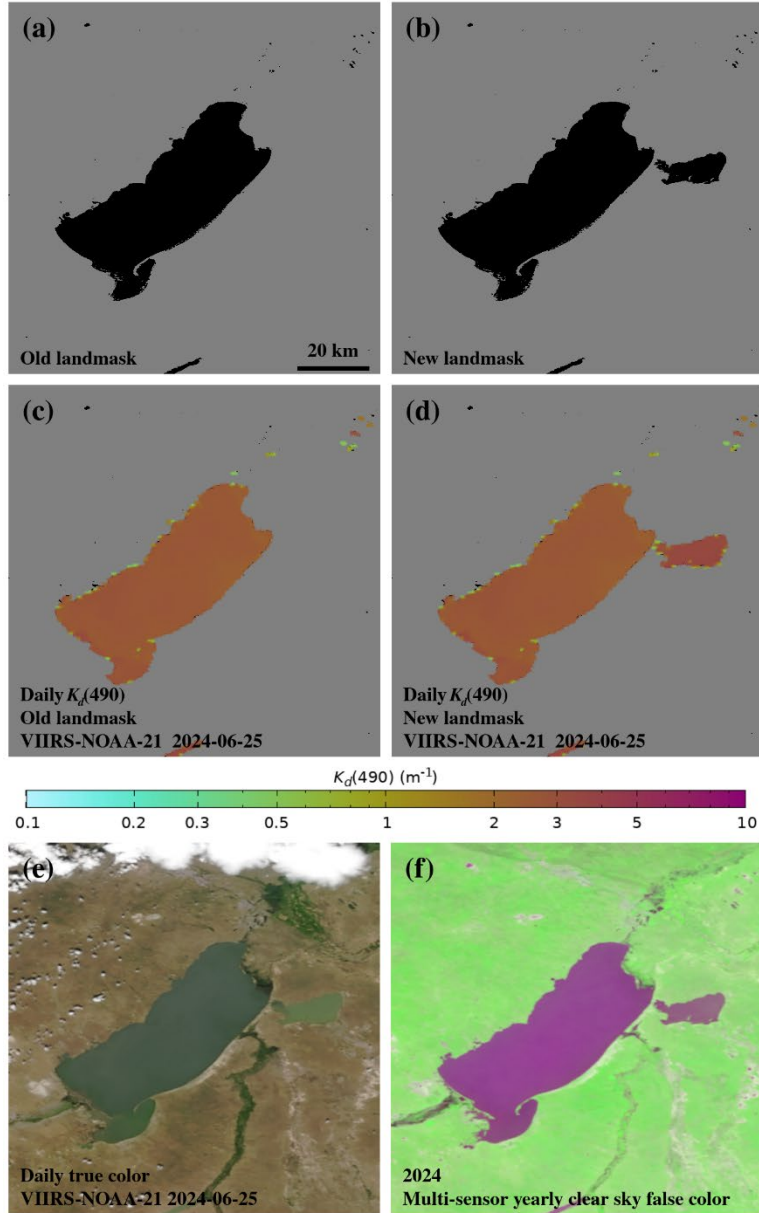 (a)
Old landmask
20 km
(b)
New landmask
(c)
Daily K_d(490)
Old landmask
VIIRS-NOAA-21 2024-06-25
(d)
Daily K_d(490)
New landmask
VIIRS-NOAA-21 2024-06-25
K_d(490) (m⁻¹)
0.1 0.2 0.3 0.5 1 2 3 5 10
(e)
Daily true color
VIIRS-NOAA-21 2024-06-25
(f)
2024
Multi-sensor yearly clear sky false color